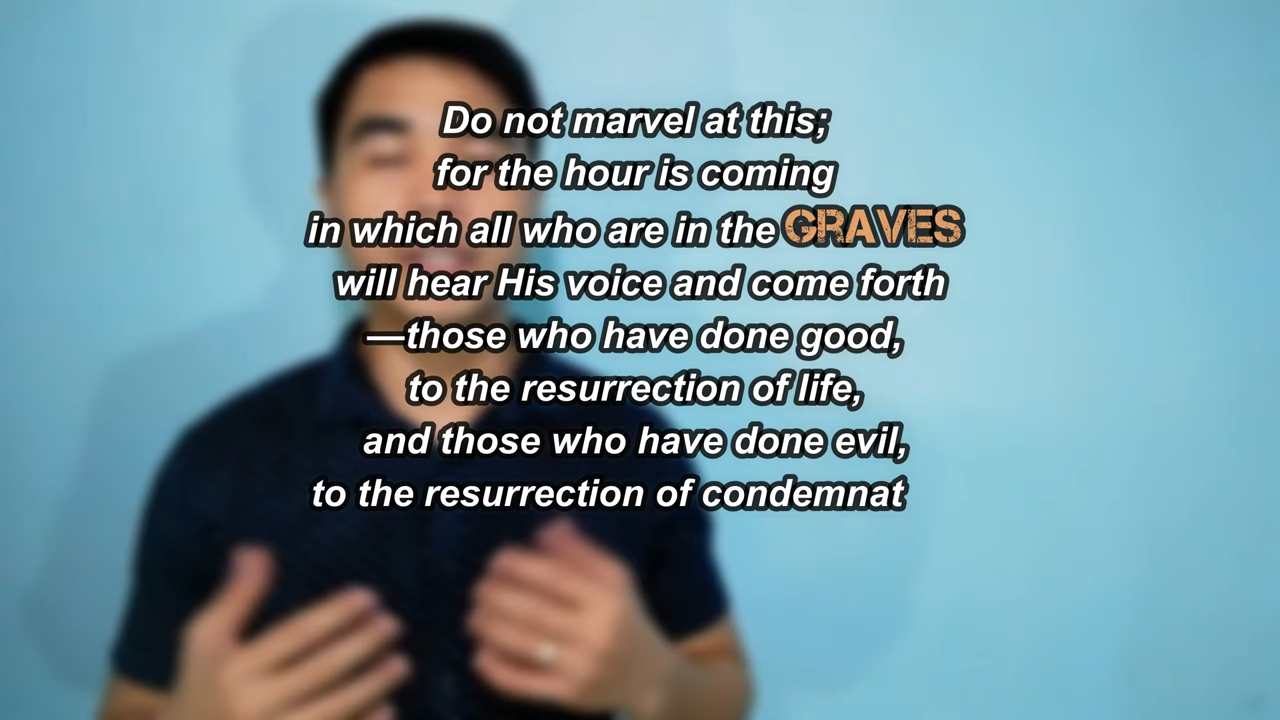 Do not marvel at this;
for the hour is coming
in which all who are in the GRAVES
will hear His voice and come forth
—those who have done good,
to the resurrection of life,
and those who have done evil,
to the resurrection of condemnat